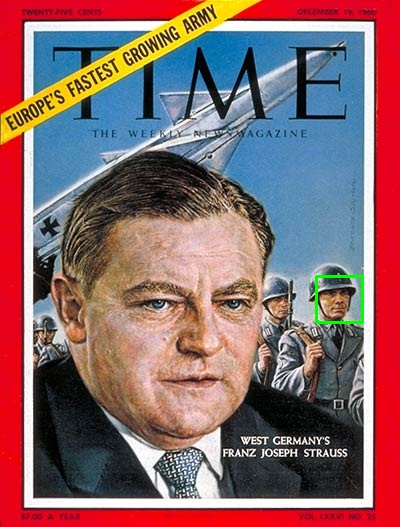 TWENTY-FIVE CENTS
DECEMBER 19, 1960
EUROPE'S FASTEST GROWING ARMY
TIME
THE WEEKLY NEWSMAGAZINE
WEST GERMANY'S
FRANZ JOSEPH STRAUSS
$7.00 A YEAR
VOL. LXXVI NO. 25